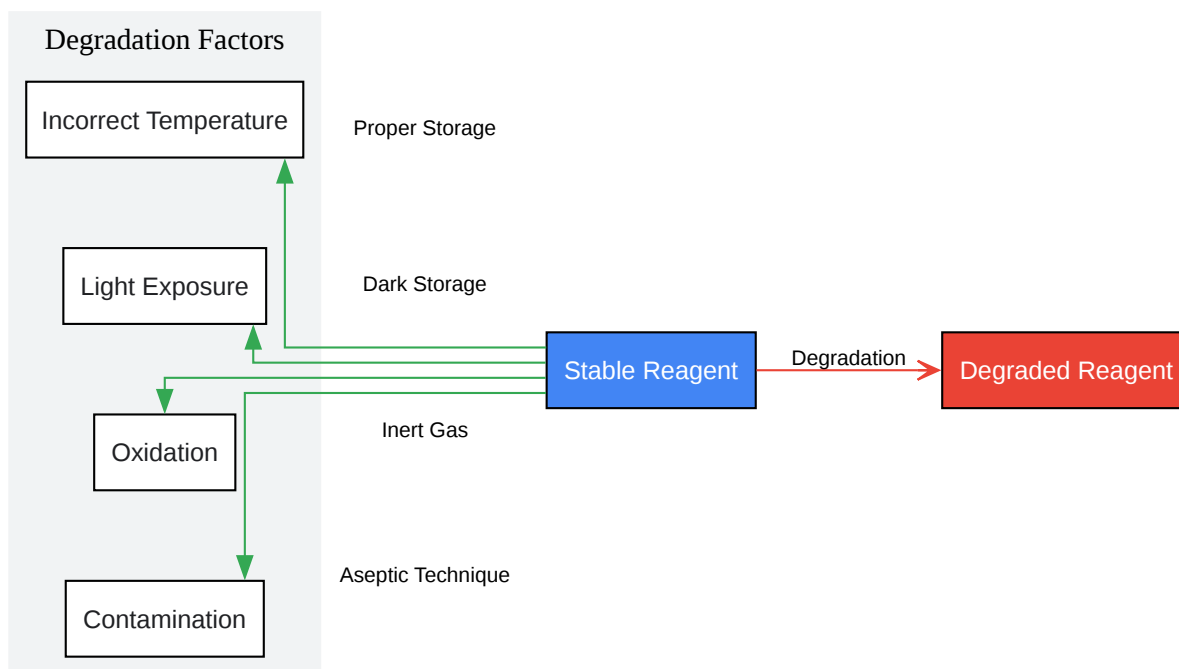 Degradation Factors
Incorrect Temperature
Proper Storage
Light Exposure
Dark Storage
Stable Reagent
Degradation
Degraded Reagent
Oxidation
Inert Gas
Aseptic Technique
Contamination